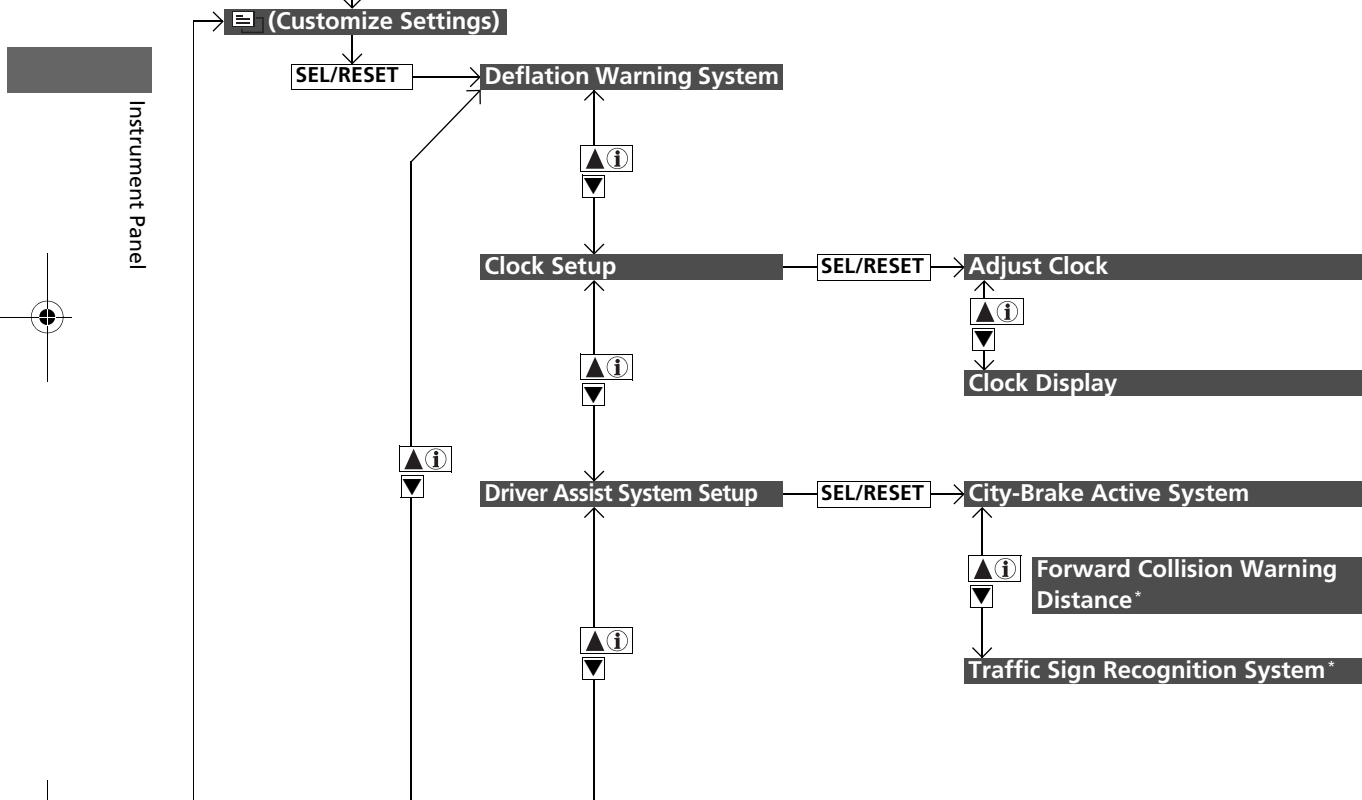 (Customize Settings)
SEL/RESET
Deflation Warning System
Instrument Panel
▲ⓘ
▼
Clock Setup
SEL/RESET
Adjust Clock
▲ⓘ
▼
▲ⓘ
▼
Clock Display
▲ⓘ
▼
Driver Assist System Setup
SEL/RESET
City-Brake Active System
▲ⓘ
▼
Forward Collision Warning
Distance*
▲ⓘ
▼
Traffic Sign Recognition System*